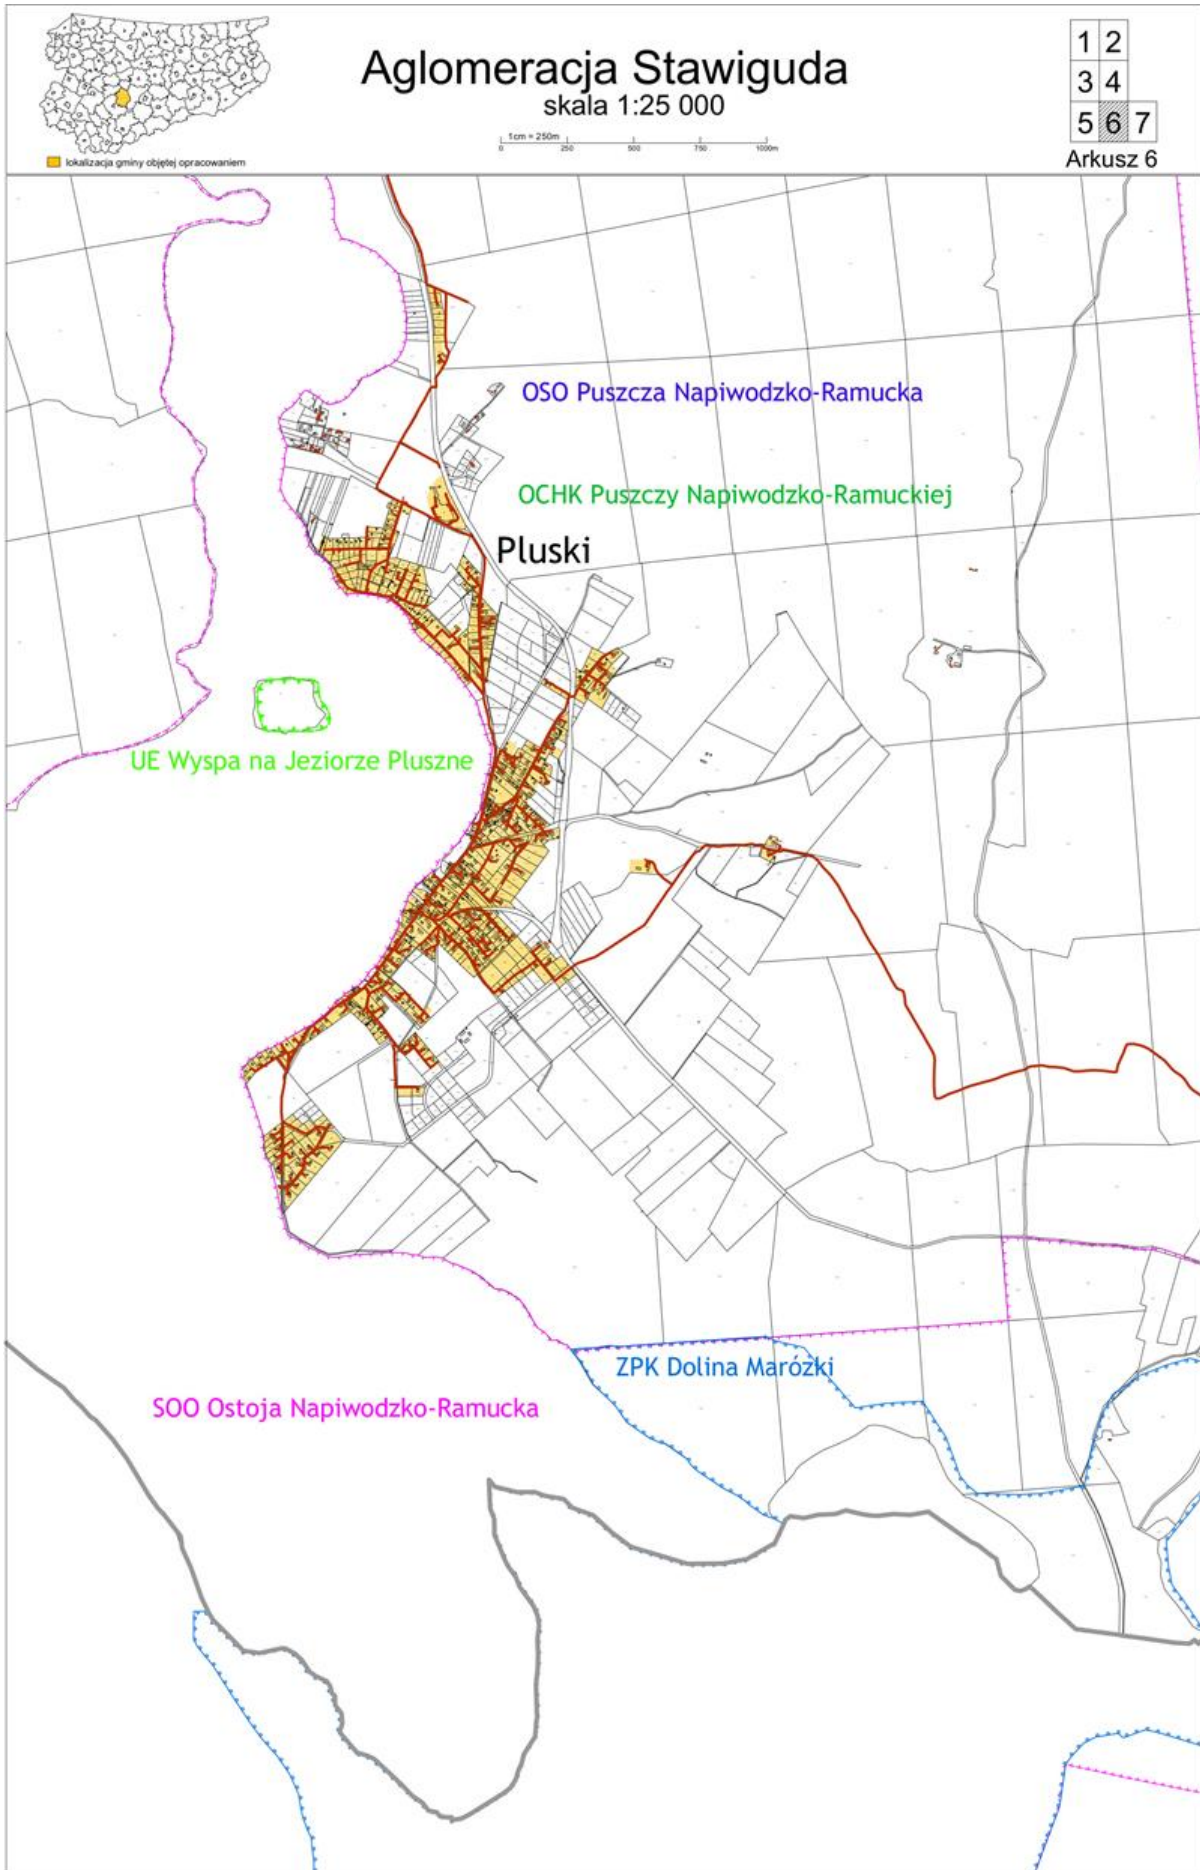 Aglomeracja Stawiguda
skala 1:25 000
1cm = 250m
0 250 500 750 1000m
lokalizacja gminy objętej opracowaniem
1 2
3 4
5 6 7
Arkusz 6
OSO Puszcza Napiwodzko-Ramucka
OCHK Puszczy Napiwodzko-Ramuckiej
Pluski
UE Wyspa na Jeziorze Pluszne
ZPK Dolina Marózki
SOO Ostoja Napiwodzko-Ramucka